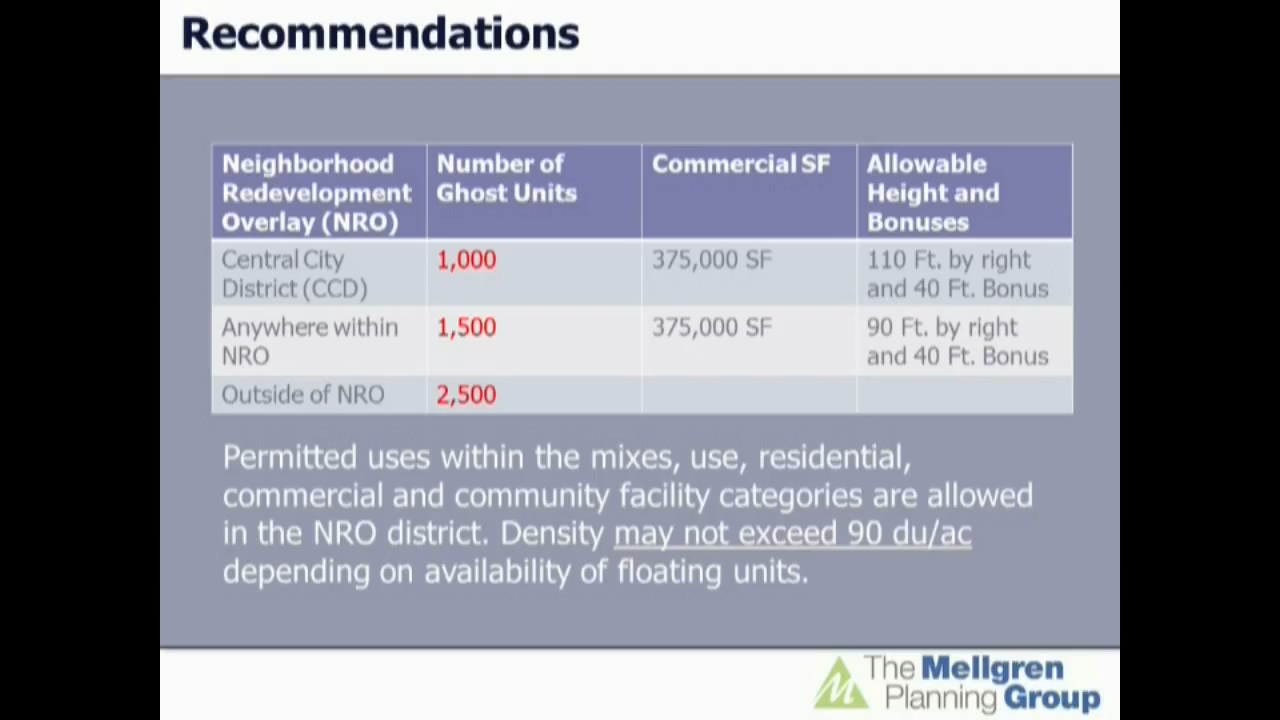 Recommendations
Neighborhood Redevelopment Overlay (NRO) Number of Ghost Units Commercial SF Allowable Height and Bonuses
Central City District (CCD) 1,000 375,000 SF 110 Ft. by right and 40 Ft. Bonus
Anywhere within NRO 1,500 375,000 SF 90 Ft. by right and 40 Ft. Bonus
Outside of NRO 2,500
Permitted uses within the mixes, use, residential,
commercial and community facility categories are allowed
in the NRO district. Density may not exceed 90 du/ac
depending on availability of floating units.
The Mellgren
Planning Group